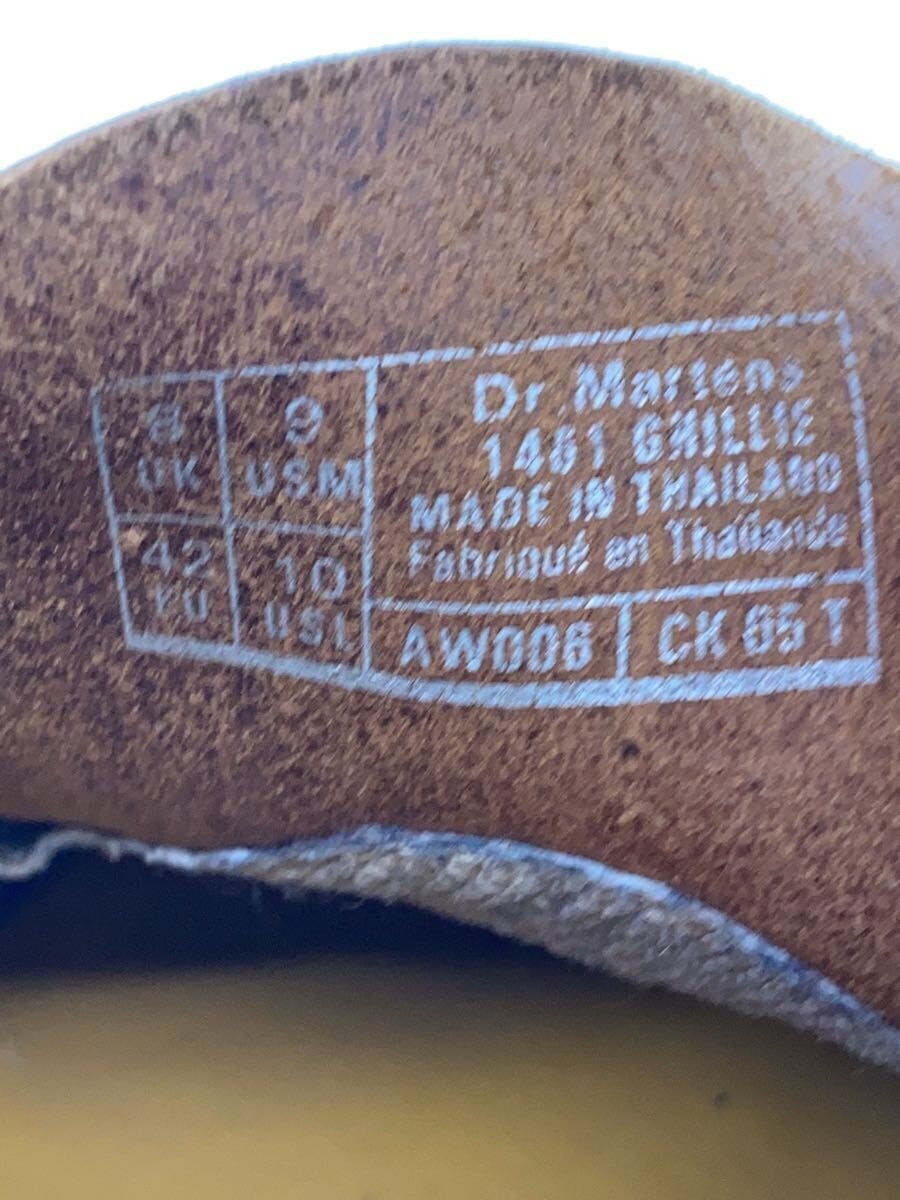 8
UK
9
USM
42
EU
10
USL
Dr. Martens
1461 GHILLIE
MADE IN THAILAND
Fabriqué en Thaïlande
AW006
CK 65 T